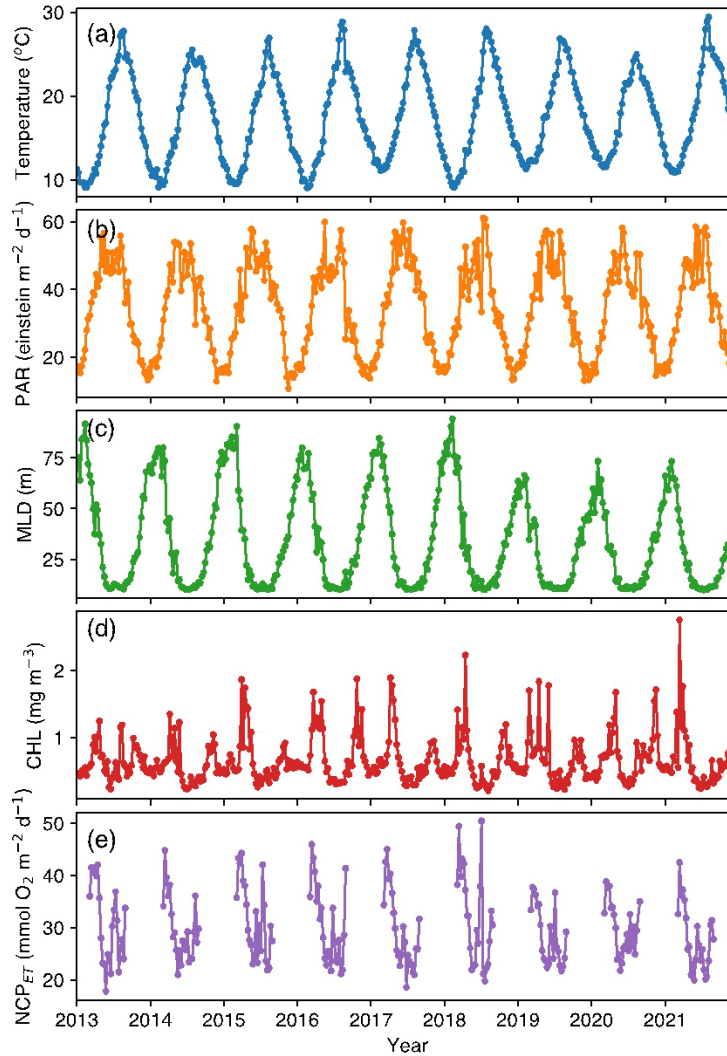 (a)
Temperature (°C)
30
20
10
(b)
PAR (einstein m⁻² d⁻¹)
60
40
20
(c)
MLD (m)
75
50
25
(d)
CHL (mg m⁻³)
2
1
(e)
NCP_ET (mmol O₂ m⁻² d⁻¹)
50
40
30
20
2013 2014 2015 2016 2017 2018 2019 2020 2021
Year